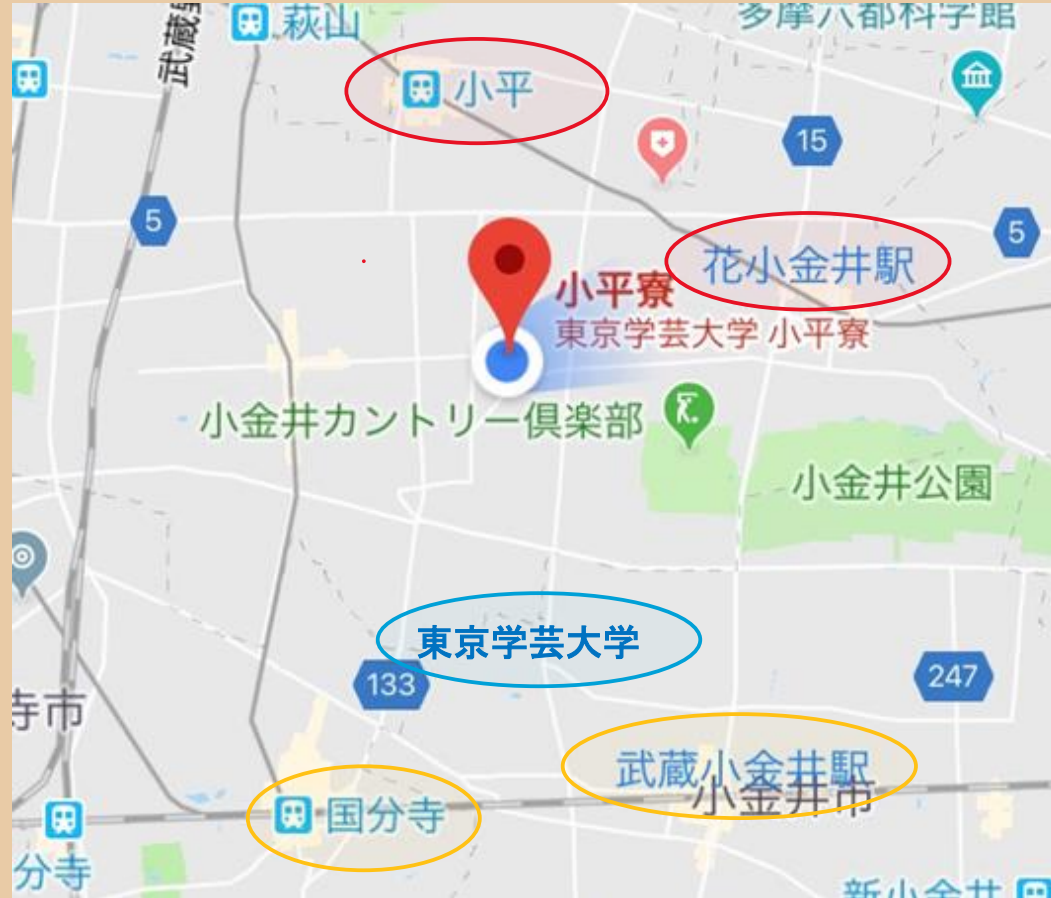 萩山
多摩六都科学館
武蔵
小平
15
5
5
花小金井駅
小平寮
東京学芸大学 小平寮
小金井カントリー倶楽部
小金井公園
東京学芸大学
133
247
寺市
武蔵小金井駅
小金井市
国分寺
分寺
新小金井